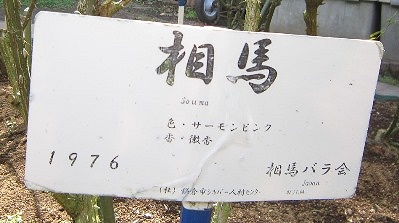 相馬
Souma
色・サーモンピンク
香・微香
1976
相馬バラ会
Japan